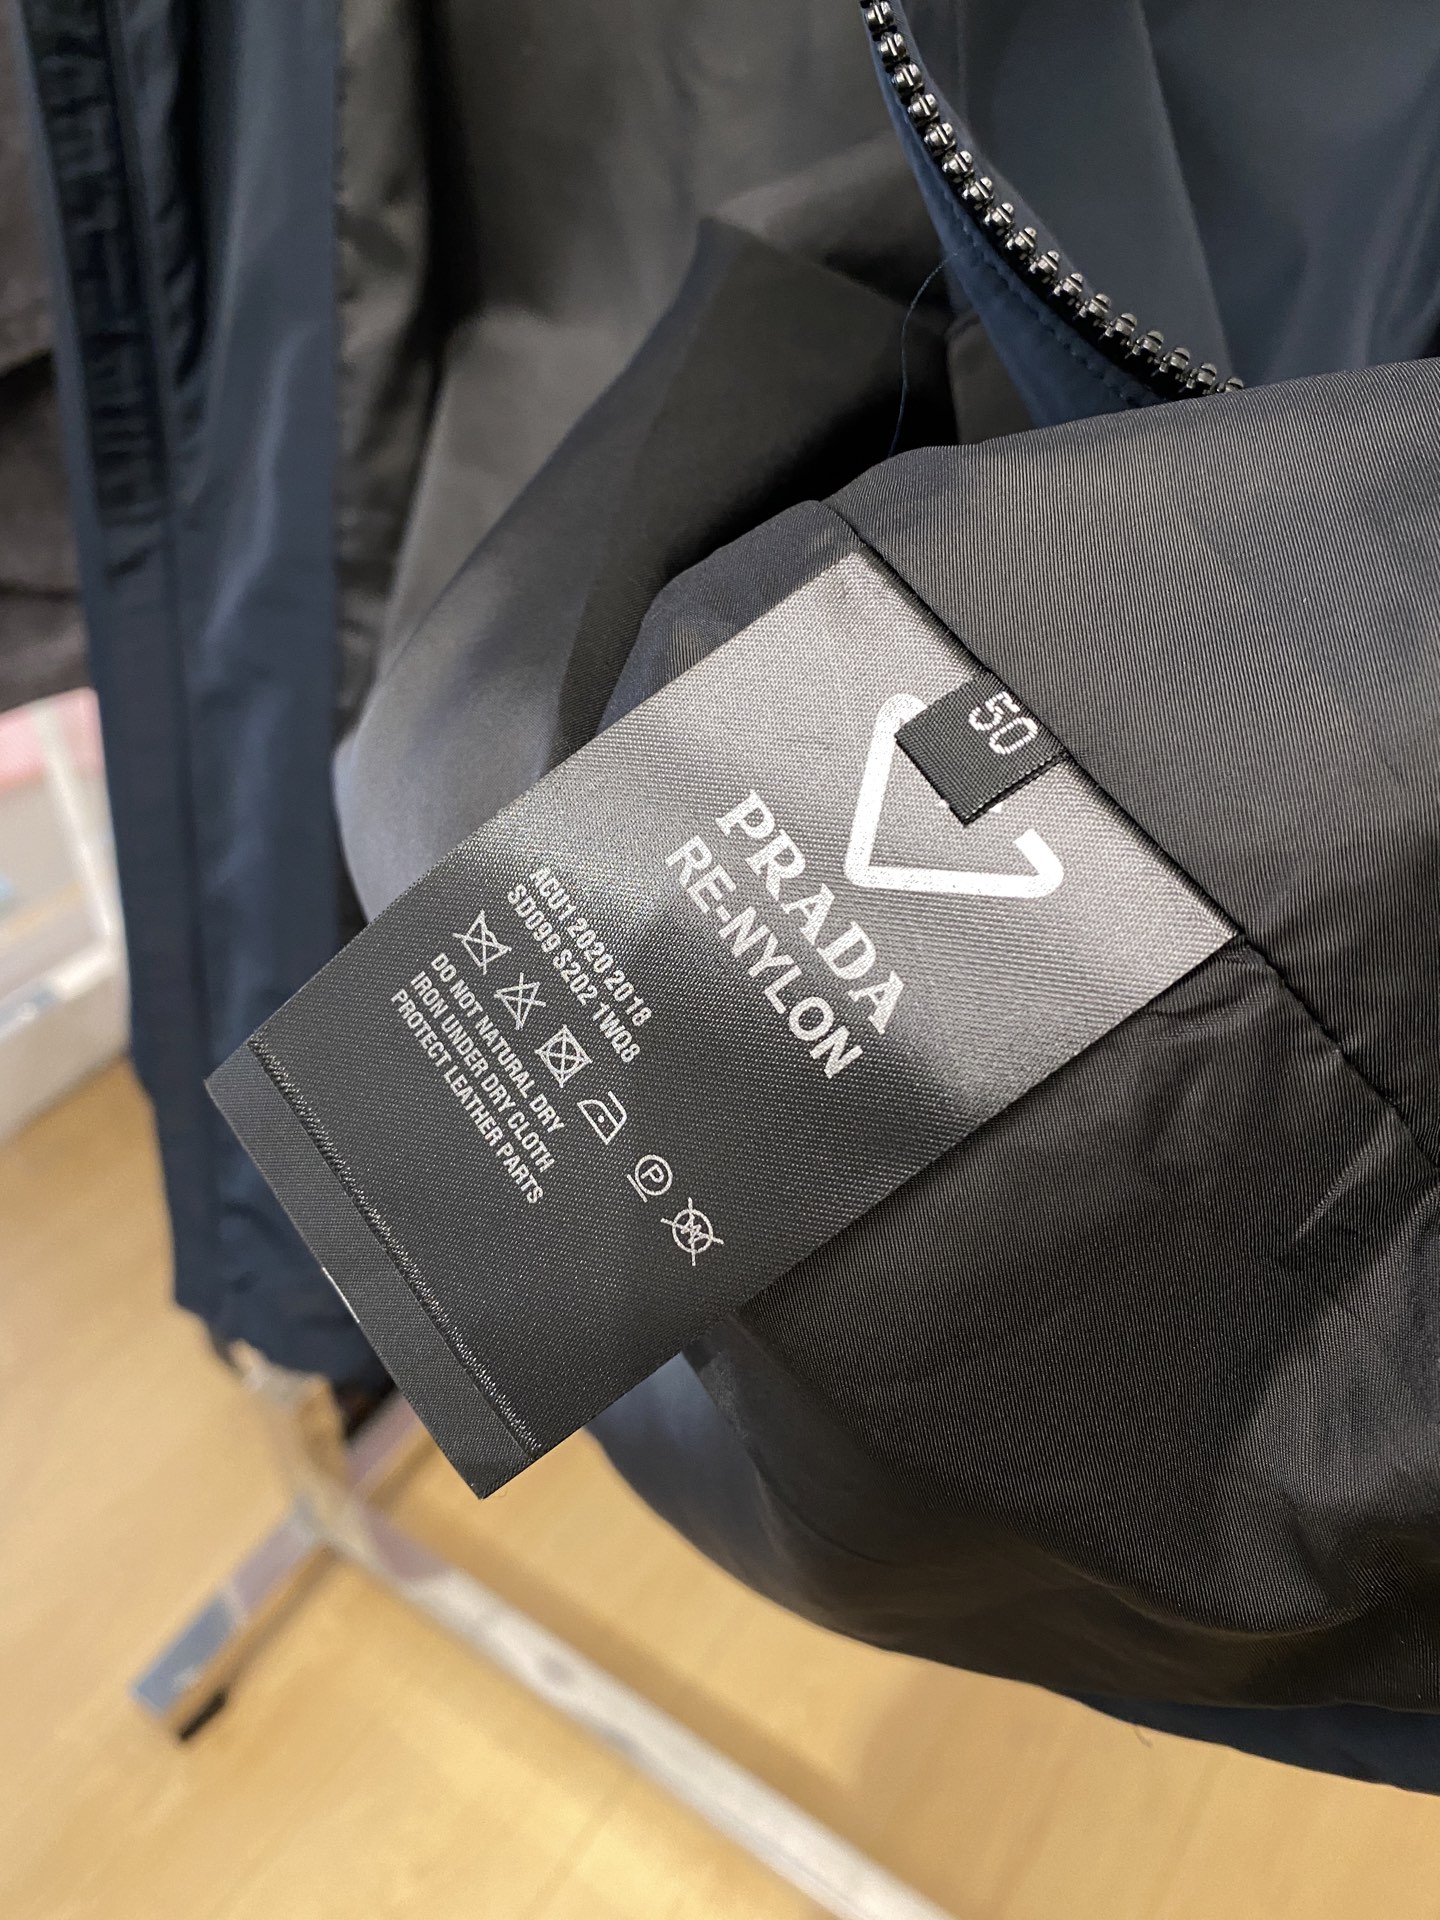 50
PRADA
RE-NYLON
ACU1 2020 2018
SD099 S202 1WQ8
DO NOT NATURAL DRY
IRON UNDER DRY CLOTH
PROTECT LEATHER PARTS